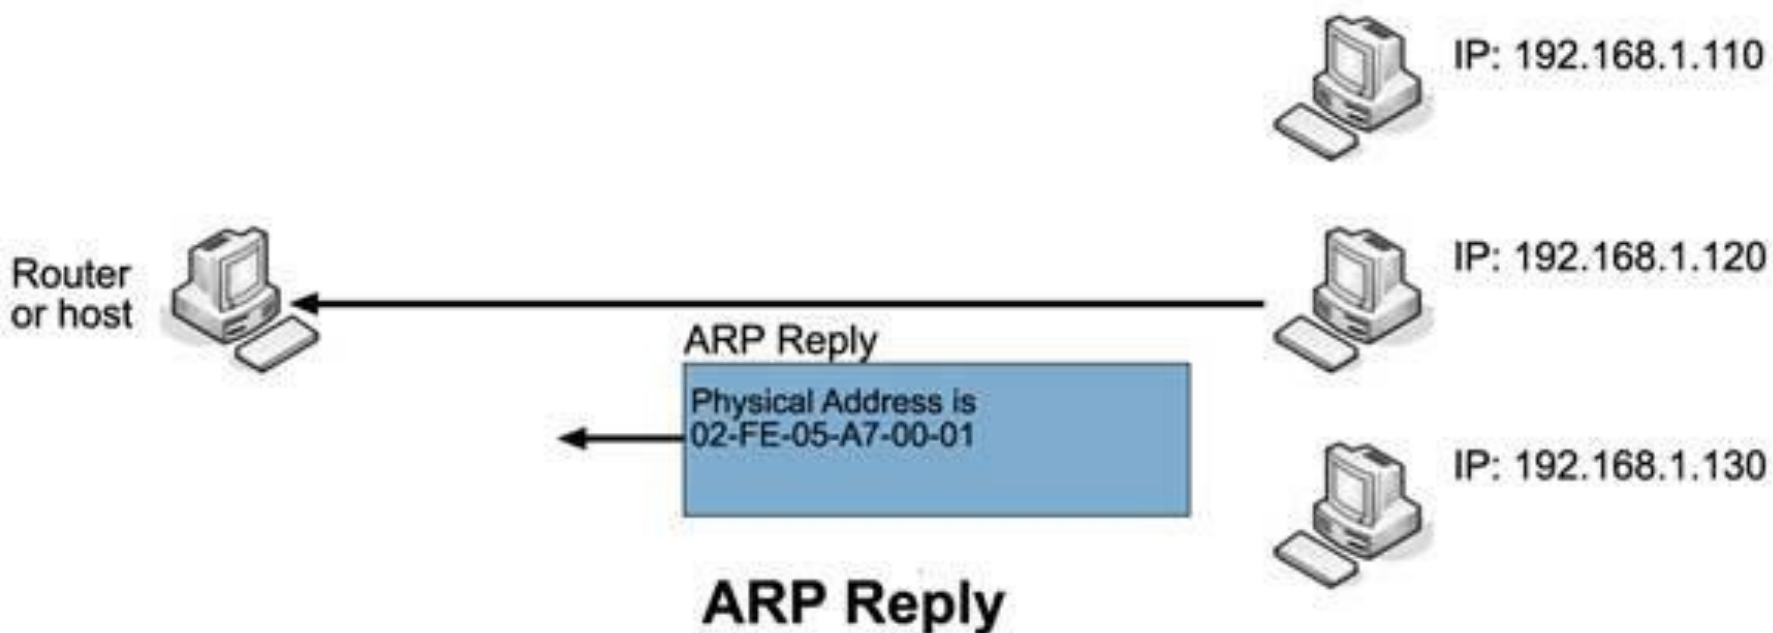 IP: 192.168.1.110
Router
or host
IP: 192.168.1.120
ARP Reply
Physical Address is
02-FE-05-A7-00-01
IP: 192.168.1.130
ARP Reply